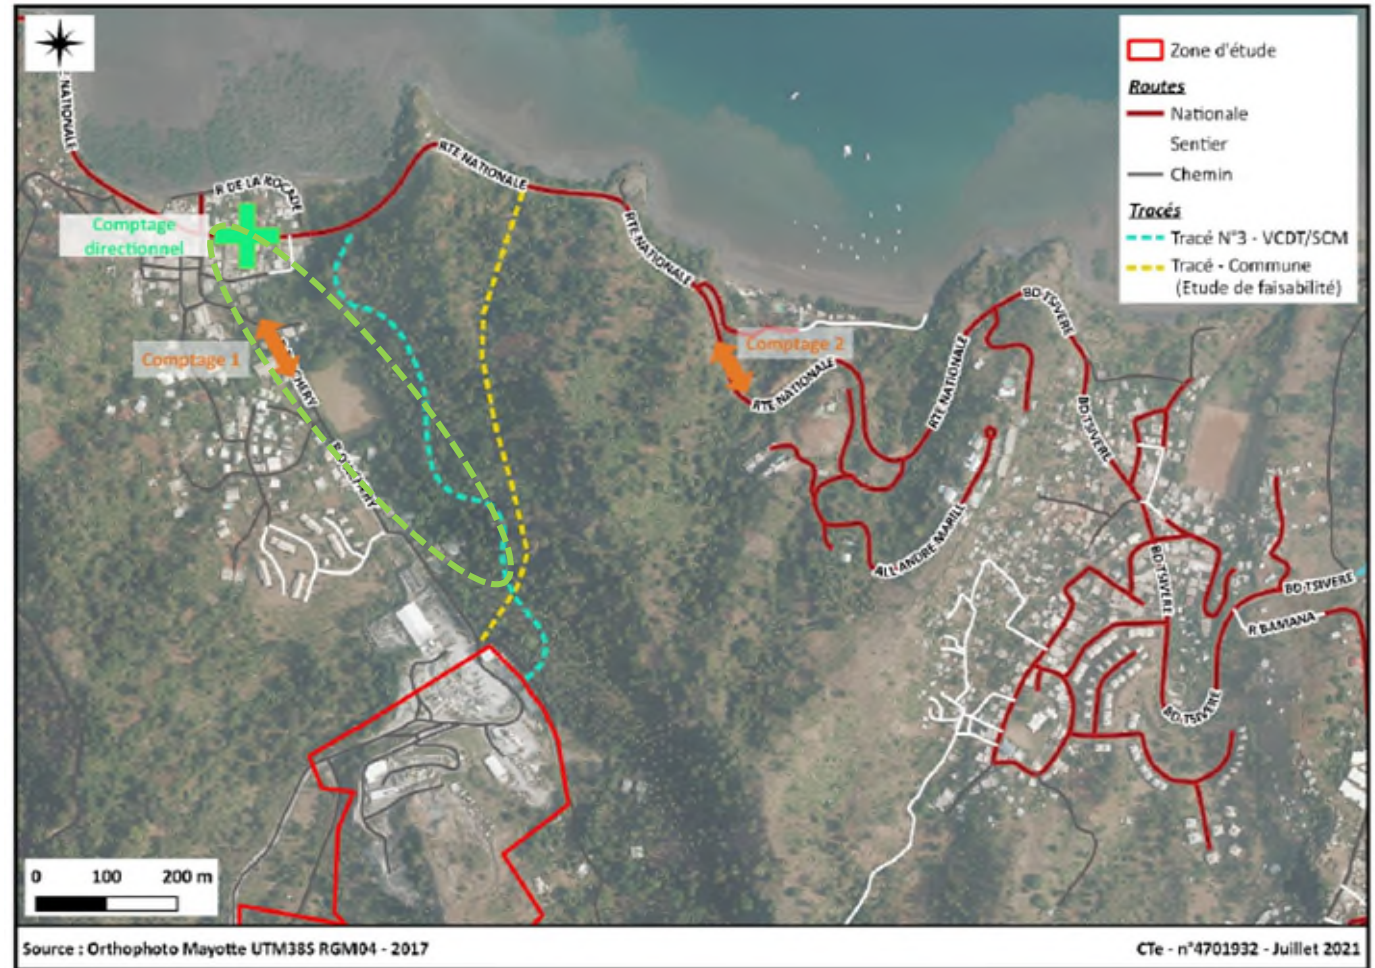 Zone d'étude
Routes
Nationale
Sentier
Chemin
Tracés
Tracé N°3 - VCDT/SCM
Tracé - Commune
(Etude de faisabilité)
NATIONALE
R DE LA ROCADE
RTE NATIONALE
Comptage
directionnel
RTE NATIONALE
Comptage 1
Comptage 2
RTE NATIONALE
RTE NATIONALE
BD TSIVERE
BD TSIVERE
ALL ANDRE MARILL
BD TSIVERE
BD TSIVERE
R BAMANA
BD TSIVERE
0 100 200 m
Source : Orthophoto Mayotte UTM38S RGM04 - 2017
CTe - n°4701932 - Juillet 2021